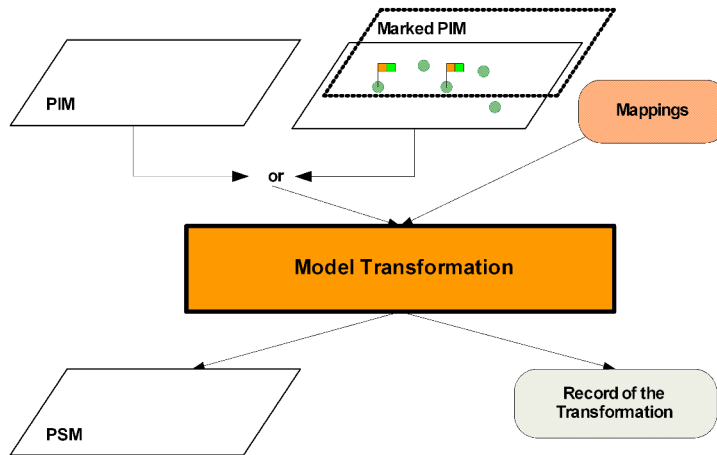 Marked PIM
PIM
Mappings
or
Model Transformation
PSM
Record of the
Transformation